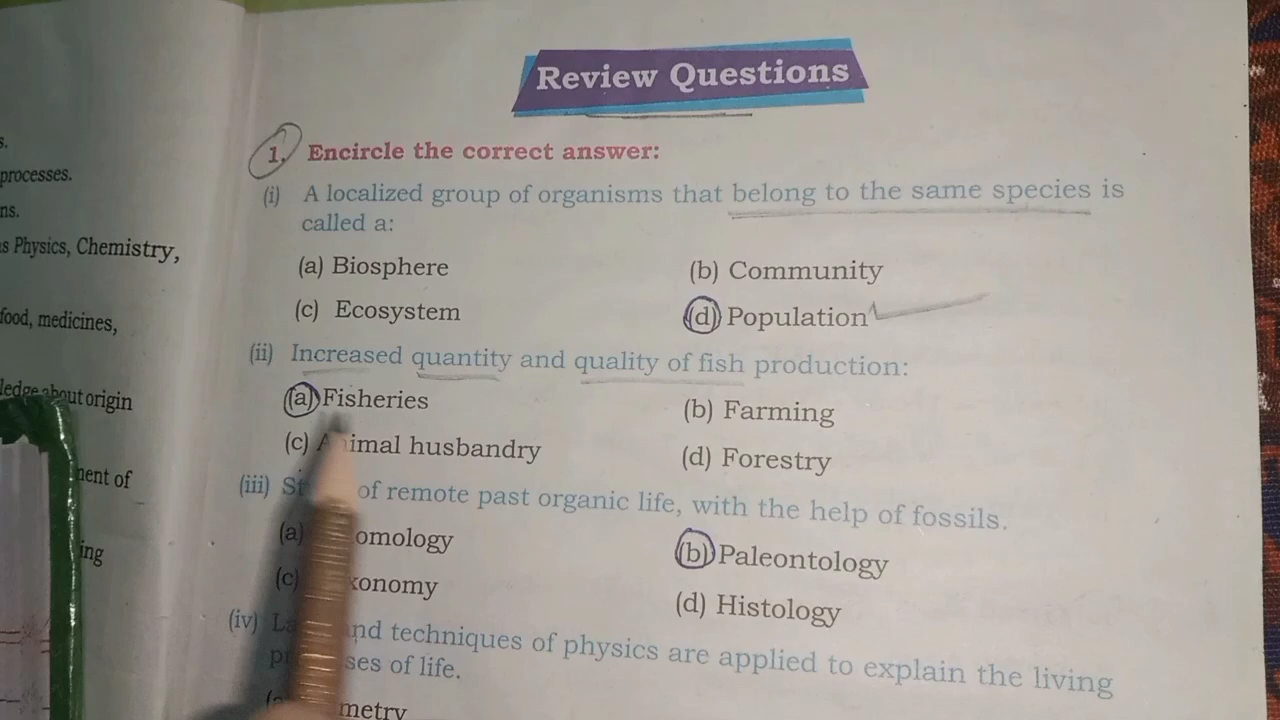 s.
processes.
ns.
s Physics, Chemistry,
food, medicines,
ledge about origin
ment of
ing
Review Questions
1. Encircle the correct answer:
(i) A localized group of organisms that belong to the same species is
called a:
(a) Biosphere (b) Community
(c) Ecosystem (d) Population
(ii) Increased quantity and quality of fish production:
(a) Fisheries (b) Farming
(c) Animal husbandry (d) Forestry
(iii) of remote past organic life, with the help of fossils.
(a) omology (b) Paleontology
(c) xonomy (d) Histology
(iv) nd techniques of physics are applied to explain the living
ses of life.
metry